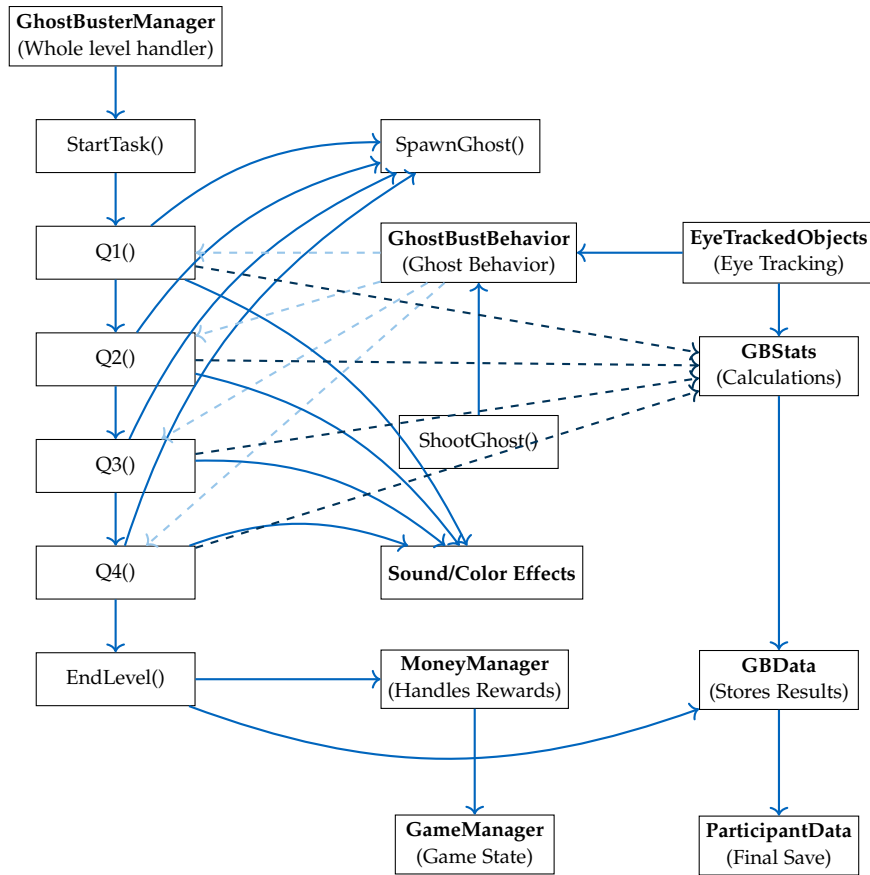 GhostBusterManager
(Whole level handler)
StartTask()
SpawnGhost()
Q1()
GhostBustBehavior
(Ghost Behavior)
EyeTrackedObjects
(Eye Tracking)
Q2()
GBStats
(Calculations)
ShootGhost()
Q3()
Q4()
Sound/Color Effects
EndLevel()
MoneyManager
(Handles Rewards)
GBData
(Stores Results)
GameManager
(Game State)
ParticipantData
(Final Save)